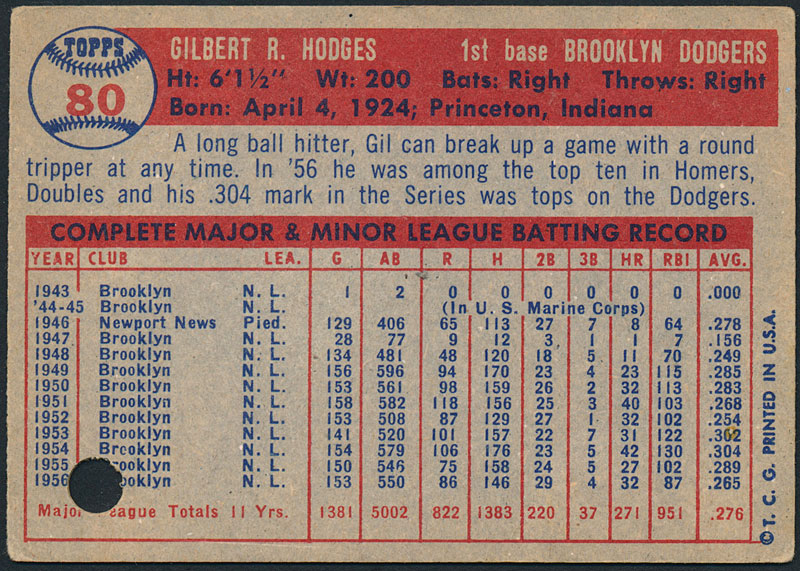 TOPPS
80
GILBERT R. HODGES 1st base BROOKLYN DODGERS
Ht: 6'1½" Wt: 200 Bats: Right Throws: Right
Born: April 4, 1924; Princeton, Indiana
A long ball hitter, Gil can break up a game with a round
tripper at any time. In '56 he was among the top ten in Homers,
Doubles and his .304 mark in the Series was tops on the Dodgers.
COMPLETE MAJOR & MINOR LEAGUE BATTING RECORD
YEAR CLUB LEA. G AB R H 2B 3B HR RBI AVG.
1943 Brooklyn N. L. 1 2 0 0 0 0 0 0 .000
'44-45 Brooklyn N. L. (In U. S. Marine Corps)
1946 Newport News Pied. 129 406 65 113 27 7 8 64 .278
1947 Brooklyn N. L. 28 77 9 12 3 1 1 7 .156
1948 Brooklyn N. L. 134 481 48 120 18 5 11 70 .249
1949 Brooklyn N. L. 156 596 94 170 23 4 23 115 .285
1950 Brooklyn N. L. 153 561 98 159 26 2 32 113 .283
1951 Brooklyn N. L. 158 582 118 156 25 3 40 103 .268
1952 Brooklyn N. L. 153 508 87 129 27 1 32 102 .254
1953 Brooklyn N. L. 141 520 101 157 22 7 31 122 .302
1954 Brooklyn N. L. 154 579 106 176 23 5 42 130 .304
1955 ooklyn N. L. 150 546 75 158 24 5 27 102 .289
1956 ooklyn N. L. 153 550 86 146 29 4 32 87 .265
Major eague Totals 11 Yrs. 1381 5002 822 1383 220 37 271 951 .276
© T. C. G. PRINTED IN U.S.A.